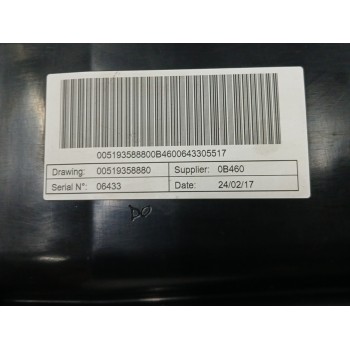 005193588800B4600643305517
Drawing: 00519358880 Supplier: 0B460
Serial N°: 06433 Date: 24/02/17